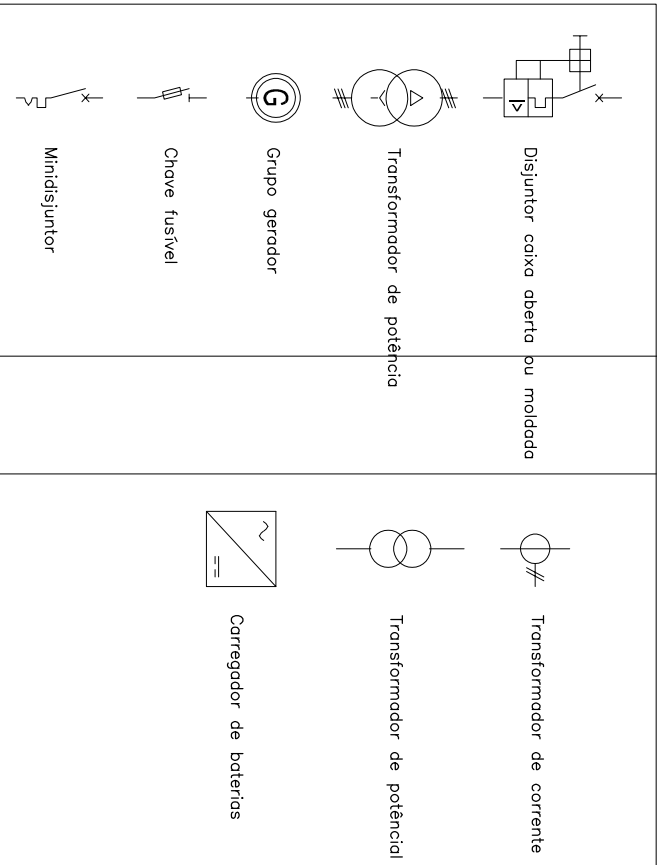 Disjuntor caixa aberta ou moldada
Transformador de potência
G
Grupo gerador
Chave fusível
Minidisjuntor
Transformador de corrente
Transformador de potêncial
Carregador de baterias